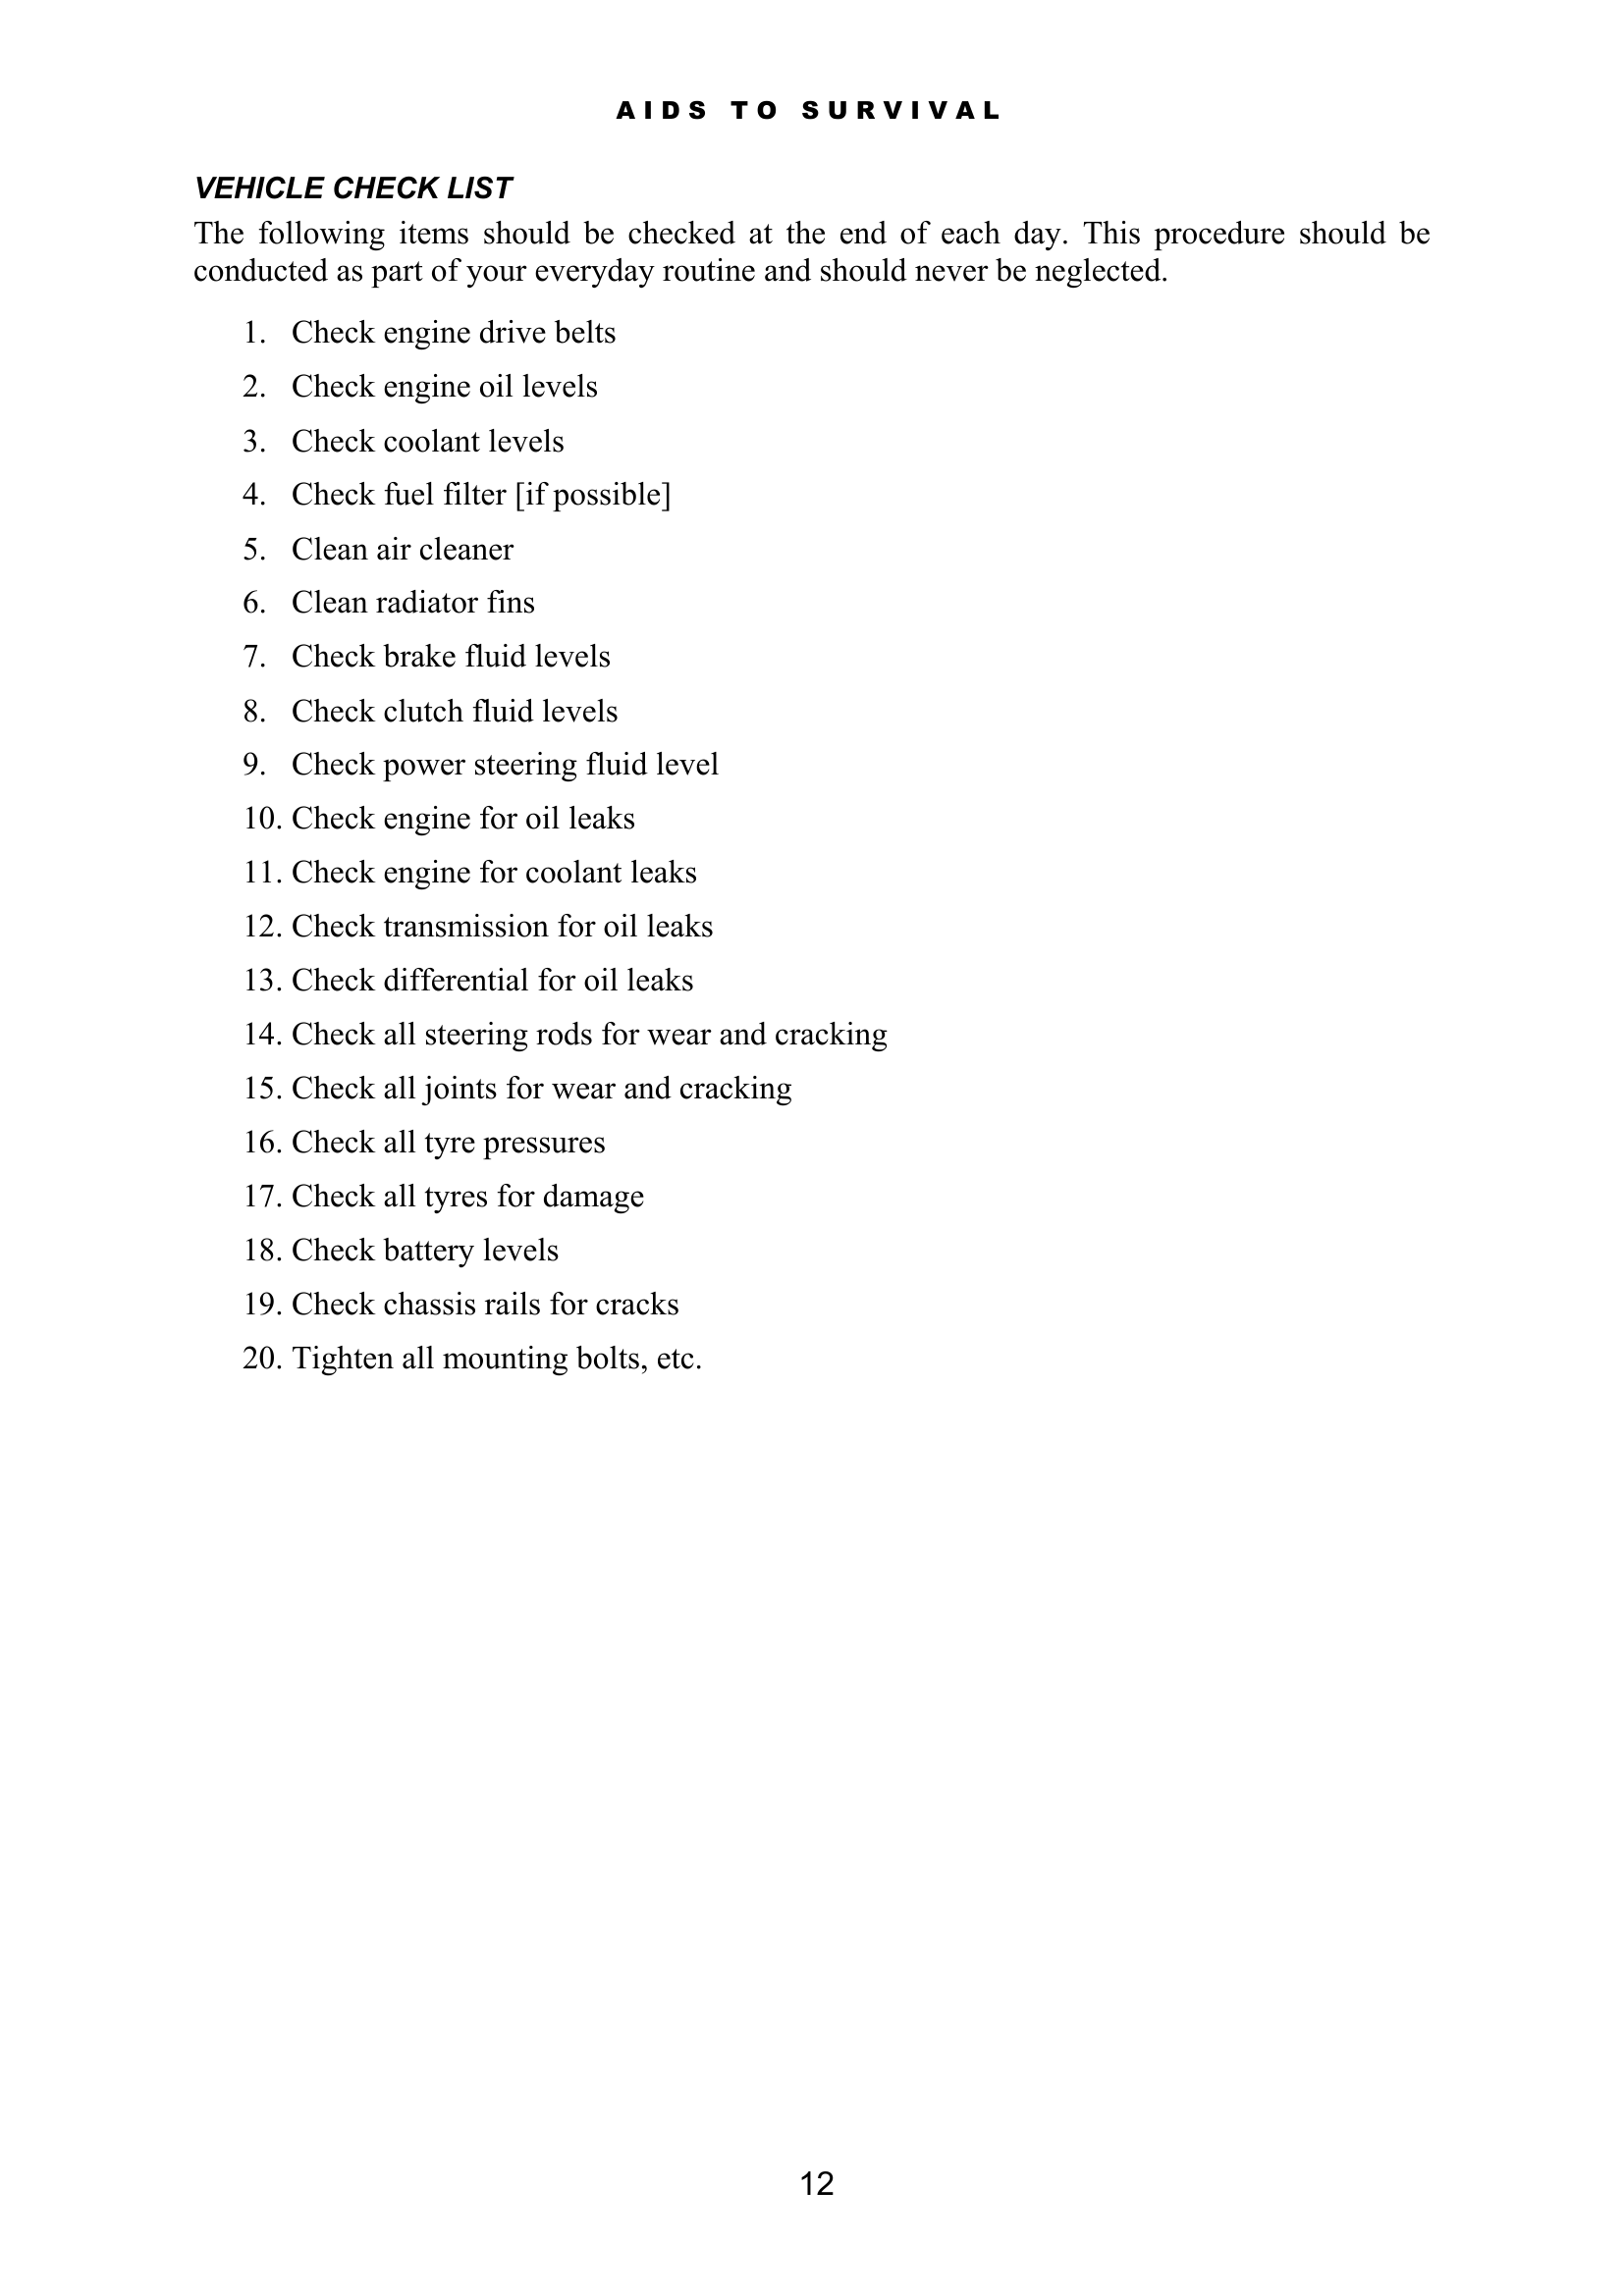 AIDS TO SURVIVAL
VEHICLE CHECK LIST
The following items should be checked at the end of each day. This procedure should be
conducted as part of your everyday routine and should never be neglected.
1. Check engine drive belts
2. Check engine oil levels
3. Check coolant levels
4. Check fuel filter [if possible]
5. Clean air cleaner
6. Clean radiator fins
7. Check brake fluid levels
8. Check clutch fluid levels
9. Check power steering fluid level
10. Check engine for oil leaks
11. Check engine for coolant leaks
12. Check transmission for oil leaks
13. Check differential for oil leaks
14. Check all steering rods for wear and cracking
15. Check all joints for wear and cracking
16. Check all tyre pressures
17. Check all tyres for damage
18. Check battery levels
19. Check chassis rails for cracks
20. Tighten all mounting bolts, etc.
12